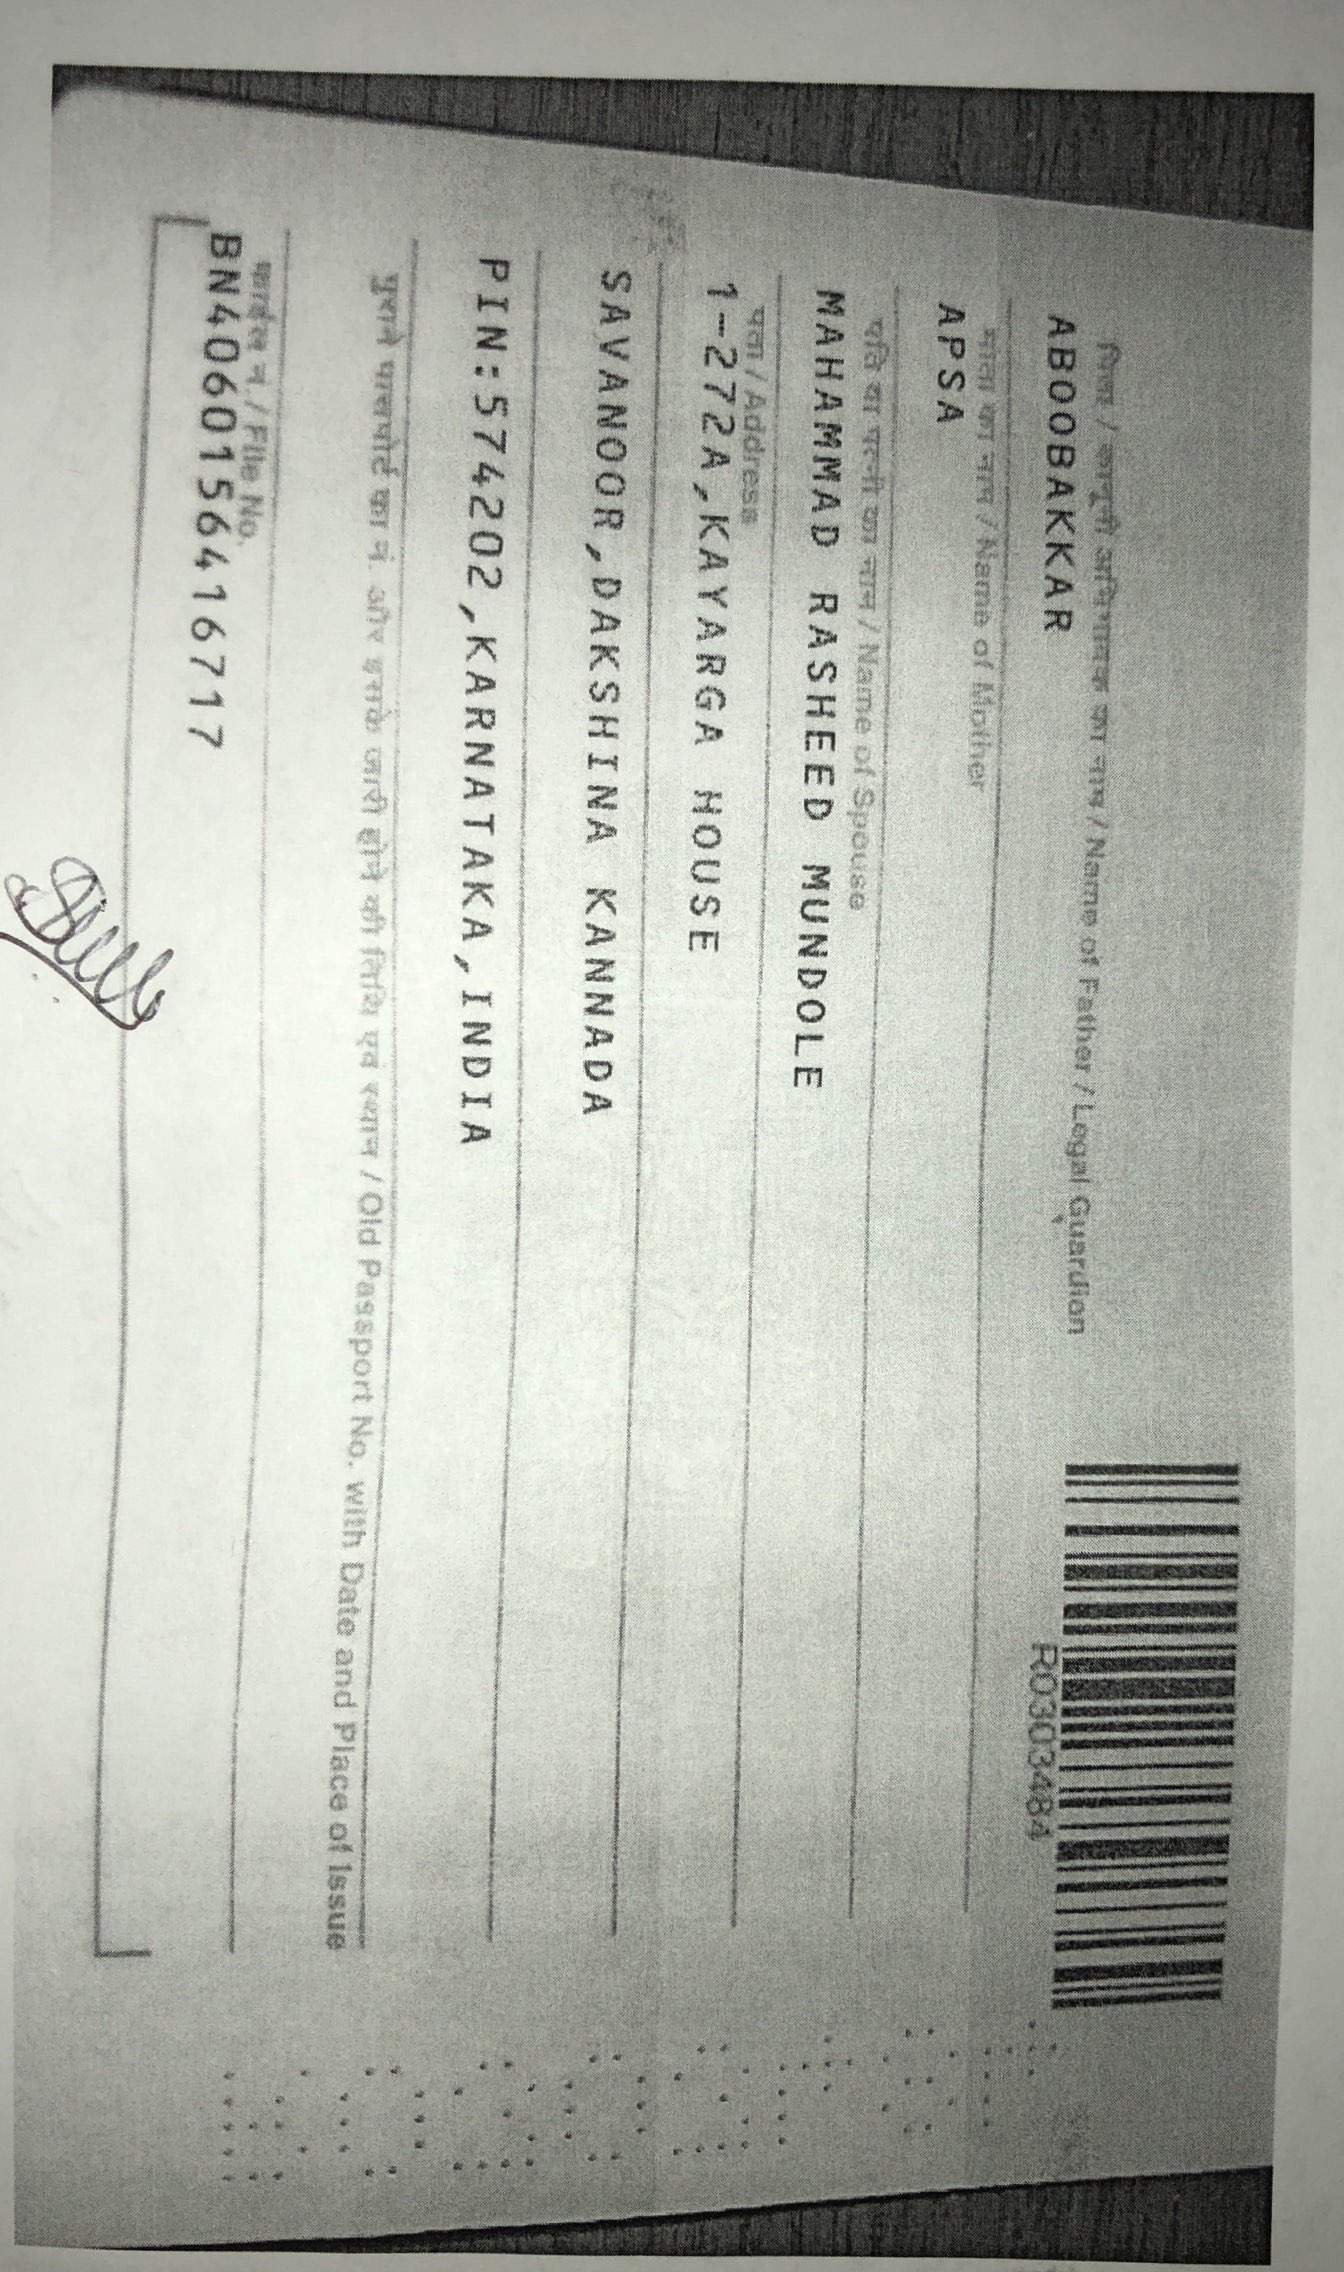 पिता / कानूनी अभिभावक का नाम / Name of Father / Legal Guardian
ABOOBAKKAR
R0303484
माता का नाम / Name of Mother
APSA
पति या पत्नी का नाम / Name of Spouse
MAHAMMAD RASHEED MUNDOLE
पता / Address
1-272A,KAYARGA HOUSE
SAVANOOR,DAKSHINA KANNADA
PIN:574202,KARNATAKA,INDIA
पुराने पासपोर्ट का नं. और इसके जारी होने की तिथि एवं स्थान / Old Passport No. with Date and Place of Issue
फाईल नं./ File No.
BN4060156416717